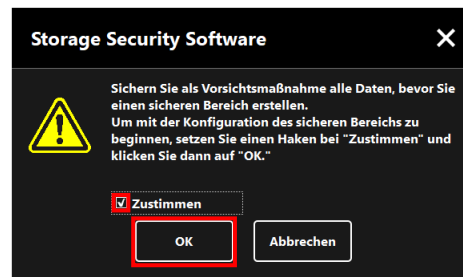 Storage Security Software
Sichern Sie als Vorsichtsmaßnahme alle Daten, bevor Sie
einen sicheren Bereich erstellen.
Um mit der Konfiguration des sicheren Bereichs zu
beginnen, setzen Sie einen Haken bei "Zustimmen" und
klicken Sie dann auf "OK."
Zustimmen
OK
Abbrechen